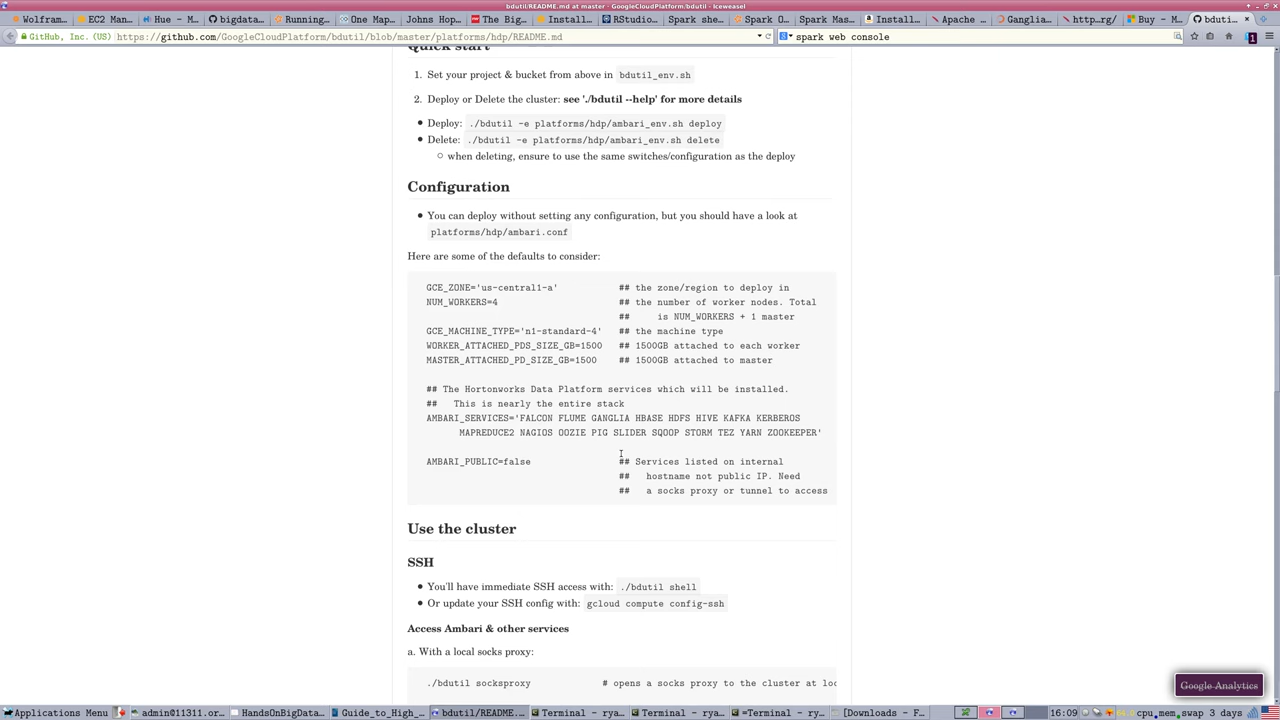 bdutil/README.md at master · GoogleCloudPlatform/bdutil - Iceweasel
Wolfram... EC2 Man... Hue - M... bigdata... Running... One Map... Johns Hop... The Big... Install... RStudio... Spark she... Spark O... Spark Mas... Install... Apache ... Ganglia... http...rg/ Buy – M... bduti...
GitHub, Inc. (US) https://github.com/GoogleCloudPlatform/bdutil/blob/master/platforms/hdp/README.md spark web console
Quick start
1. Set your project & bucket from above in bdutil_env.sh
2. Deploy or Delete the cluster: see './bdutil --help' for more details
● Deploy: ./bdutil -e platforms/hdp/ambari_env.sh deploy
● Delete: ./bdutil -e platforms/hdp/ambari_env.sh delete
○ when deleting, ensure to use the same switches/configuration as the deploy
Configuration
● You can deploy without setting any configuration, but you should have a look at
platforms/hdp/ambari.conf
Here are some of the defaults to consider:
GCE_ZONE='us-central1-a' ## the zone/region to deploy in
NUM_WORKERS=4 ## the number of worker nodes. Total
## is NUM_WORKERS + 1 master
GCE_MACHINE_TYPE='n1-standard-4' ## the machine type
WORKER_ATTACHED_PDS_SIZE_GB=1500 ## 1500GB attached to each worker
MASTER_ATTACHED_PD_SIZE_GB=1500 ## 1500GB attached to master
## The Hortonworks Data Platform services which will be installed.
## This is nearly the entire stack
AMBARI_SERVICES='FALCON FLUME GANGLIA HBASE HDFS HIVE KAFKA KERBEROS
MAPREDUCE2 NAGIOS OOZIE PIG SLIDER SQOOP STORM TEZ YARN ZOOKEEPER'
AMBARI_PUBLIC=false ## Services listed on internal
## hostname not public IP. Need
## a socks proxy or tunnel to access
Use the cluster
SSH
● You'll have immediate SSH access with: ./bdutil shell
● Or update your SSH config with: gcloud compute config-ssh
Access Ambari & other services
a. With a local socks proxy:
./bdutil socksproxy # opens a socks proxy to the cluster at loc
Google Analytics
Applications Menu admin@11311.or... HandsOnBigData... Guide_to_High_... bdutil/README.... Terminal - rya... Terminal - rya... =Terminal - ry... [Downloads - F... 16:09 cpu,mem,swap 3 days